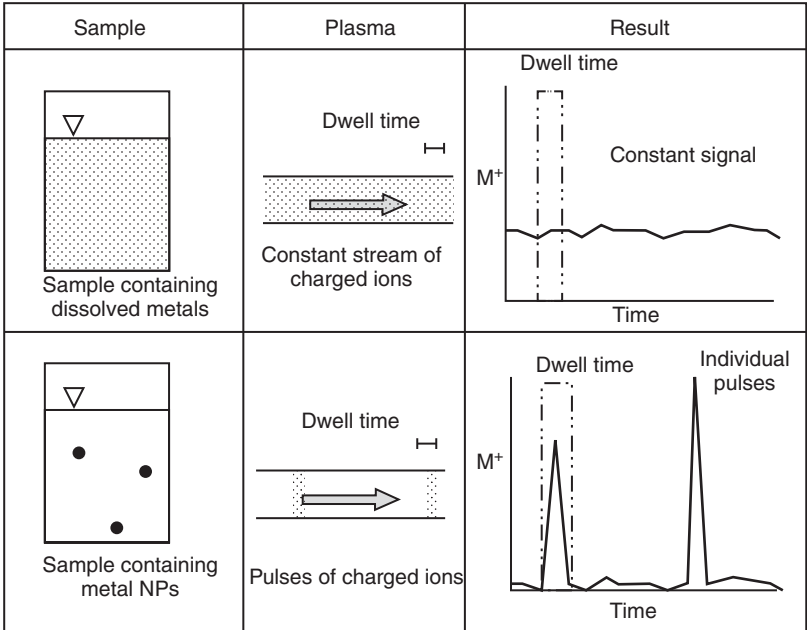 Sample
Plasma
Result
Sample containing
dissolved metals
Dwell time
Constant stream of
charged ions
Dwell time
Constant signal
M+
Time
Sample containing
metal NPs
Dwell time
Pulses of charged ions
Dwell time
Individual
pulses
M+
Time